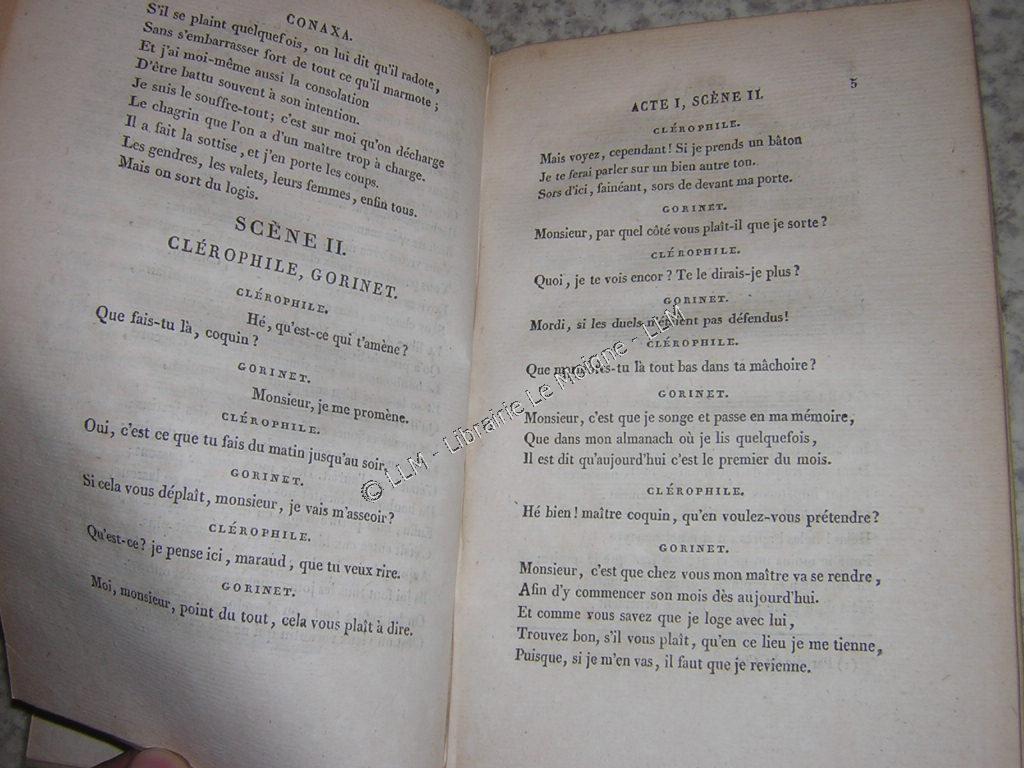 CONAXA.
S'il se plaint quelquefois, on lui dit qu'il radote,
Sans s'embarrasser fort de tout ce qu'il marmote;
Et j'ai moi-même aussi la consolation
D'être battu souvent à son intention.
Je suis le souffre-tout; c'est sur moi qu'on décharge
Le chagrin que l'on a d'un maître trop à charge.
Il a fait la sottise, et j'en porte les coups.
Les gendres, les valets, leurs femmes, enfin tous.
Mais on sort du logis.
SCÈNE II.
CLÉROPHILE, GORINET.
CLÉROPHILE.
Hé, qu'est-ce qui t'amène?
Que fais-tu là, coquin?
GORINET.
Monsieur, je me promène.
CLÉROPHILE.
Oui, c'est ce que tu fais du matin jusqu'au soir.
GORINET.
Si cela vous déplaît, monsieur, je vais m'asseoir?
CLÉROPHILE.
Qu'est-ce? je pense ici, maraud, que tu veux rire.
GORINET.
Moi, monsieur, point du tout, cela vous plaît à dire.
ACTE I, SCÈNE II. 5
CLÉROPHILE.
Mais voyez, cependant! Si je prends un bâton
Je te ferai parler sur un bien autre ton.
Sors d'ici, fainéant, sors de devant ma porte.
GORINET.
Monsieur, par quel côté vous plaît-il que je sorte?
CLÉROPHILE.
Quoi, je te vois encor? Te le dirais-je plus?
GORINET.
Mordi, si les duels n'étaient pas défendus!
CLÉROPHILE.
Que -tu là tout bas dans ta mâchoire?
GORINET.
Monsieur, c'est que je songe et passe en ma mémoire,
Que dans mon almanach où je lis quelquefois,
Il est dit qu'aujourd'hui c'est le premier du mois.
CLÉROPHILE.
Hé bien! maître coquin, qu'en voulez-vous prétendre?
GORINET.
Monsieur, c'est que chez vous mon maître va se rendre,
Afin d'y commencer son mois dès aujourd'hui.
Et comme vous savez que je loge avec lui,
Trouvez bon, s'il vous plaît, qu'en ce lieu je me tienne,
Puisque, si je m'en vas, il faut que je revienne.
© LLM - Librairie Le Moigne - LLM